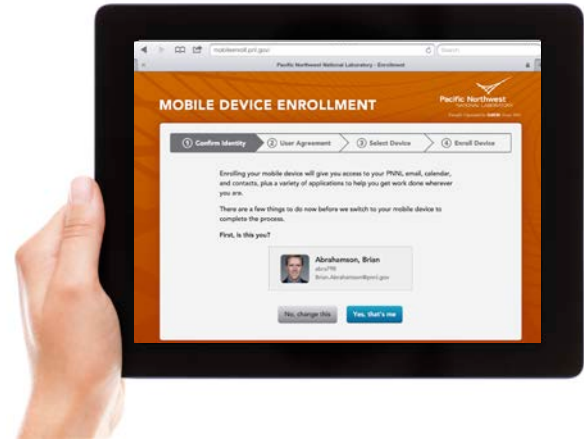 mobileenroll.pnl.gov
Search
Pacific Northwest National Laboratory - Enrollment
MOBILE DEVICE ENROLLMENT
Pacific Northwest
NATIONAL LABORATORY
1 Confirm Identity
2 User Agreement
3 Select Device
4 Enroll Device
Enrolling your mobile device will give you access to your PNNL email, calendar,
and contacts, plus a variety of applications to help you get work done wherever
you are.
There are a few things to do now before we switch to your mobile device to
complete the process.
First, is this you?
Abrahamson, Brian
Brian.Abrahamson@pnnl.gov
No, change this
Yes, that's me